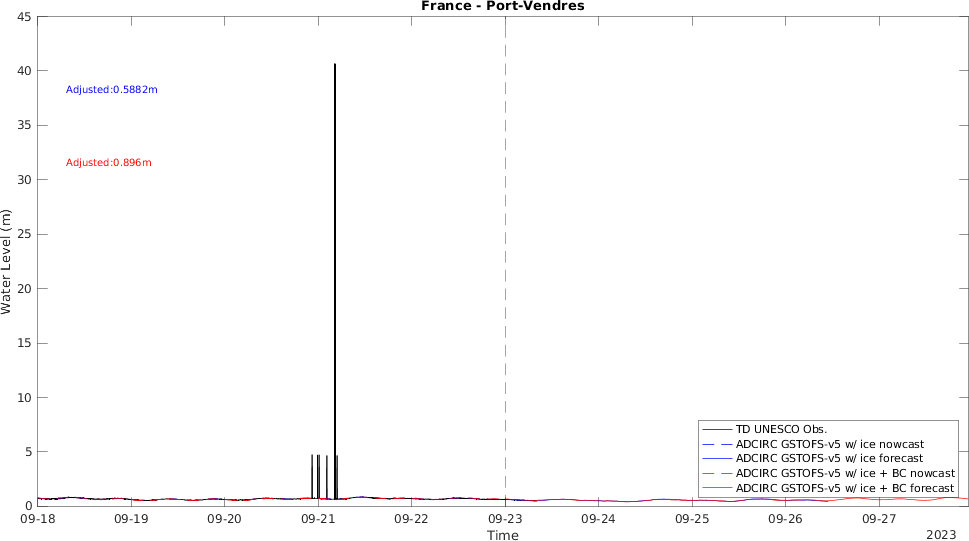 France - Port-Vendres
45
40
35
30
25
20
15
10
5
0
Water Level (m)
Adjusted:0.5882m
Adjusted:0.896m
TD UNESCO Obs.
ADCIRC GSTOFS-v5 w/ ice nowcast
ADCIRC GSTOFS-v5 w/ ice forecast
ADCIRC GSTOFS-v5 w/ ice + BC nowcast
ADCIRC GSTOFS-v5 w/ ice + BC forecast
09-18 09-19 09-20 09-21 09-22 09-23 09-24 09-25 09-26 09-27
Time
2023